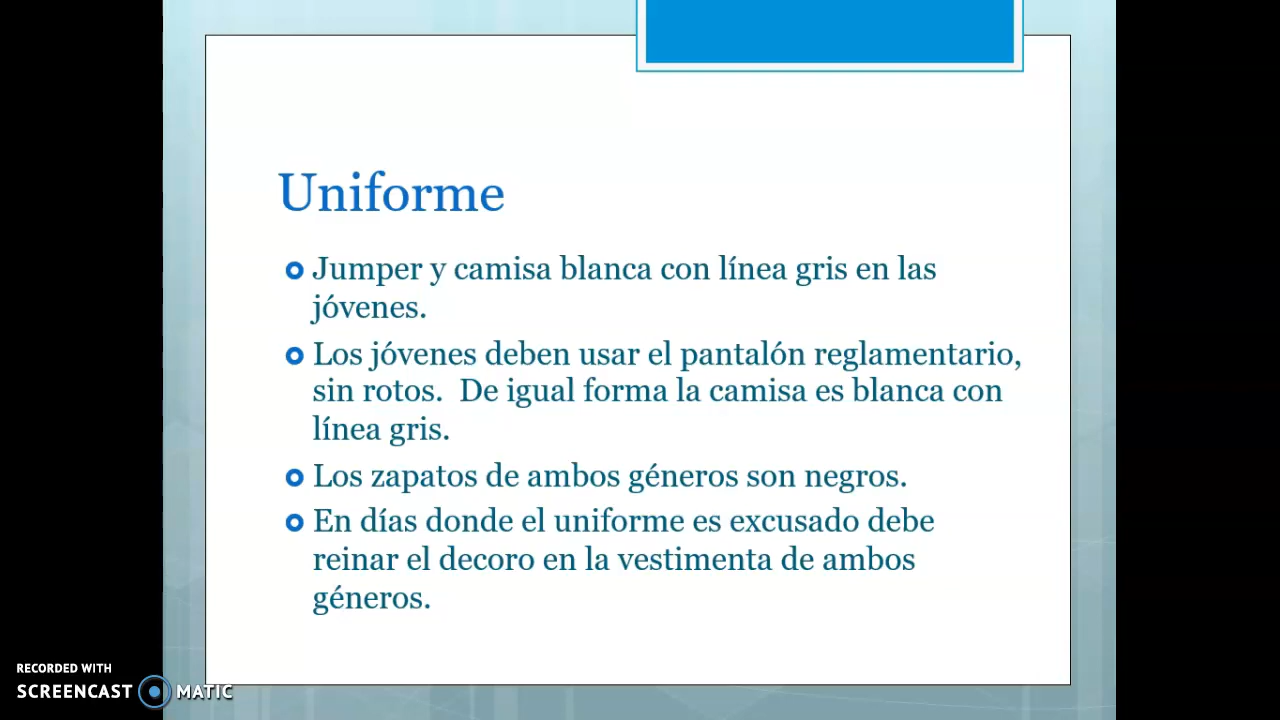 Uniforme
Jumper y camisa blanca con línea gris en las
jóvenes.
Los jóvenes deben usar el pantalón reglamentario,
sin rotos.  De igual forma la camisa es blanca con
línea gris.
Los zapatos de ambos géneros son negros.
En días donde el uniforme es excusado debe
reinar el decoro en la vestimenta de ambos
géneros.
RECORDED WITH
SCREENCAST MATIC